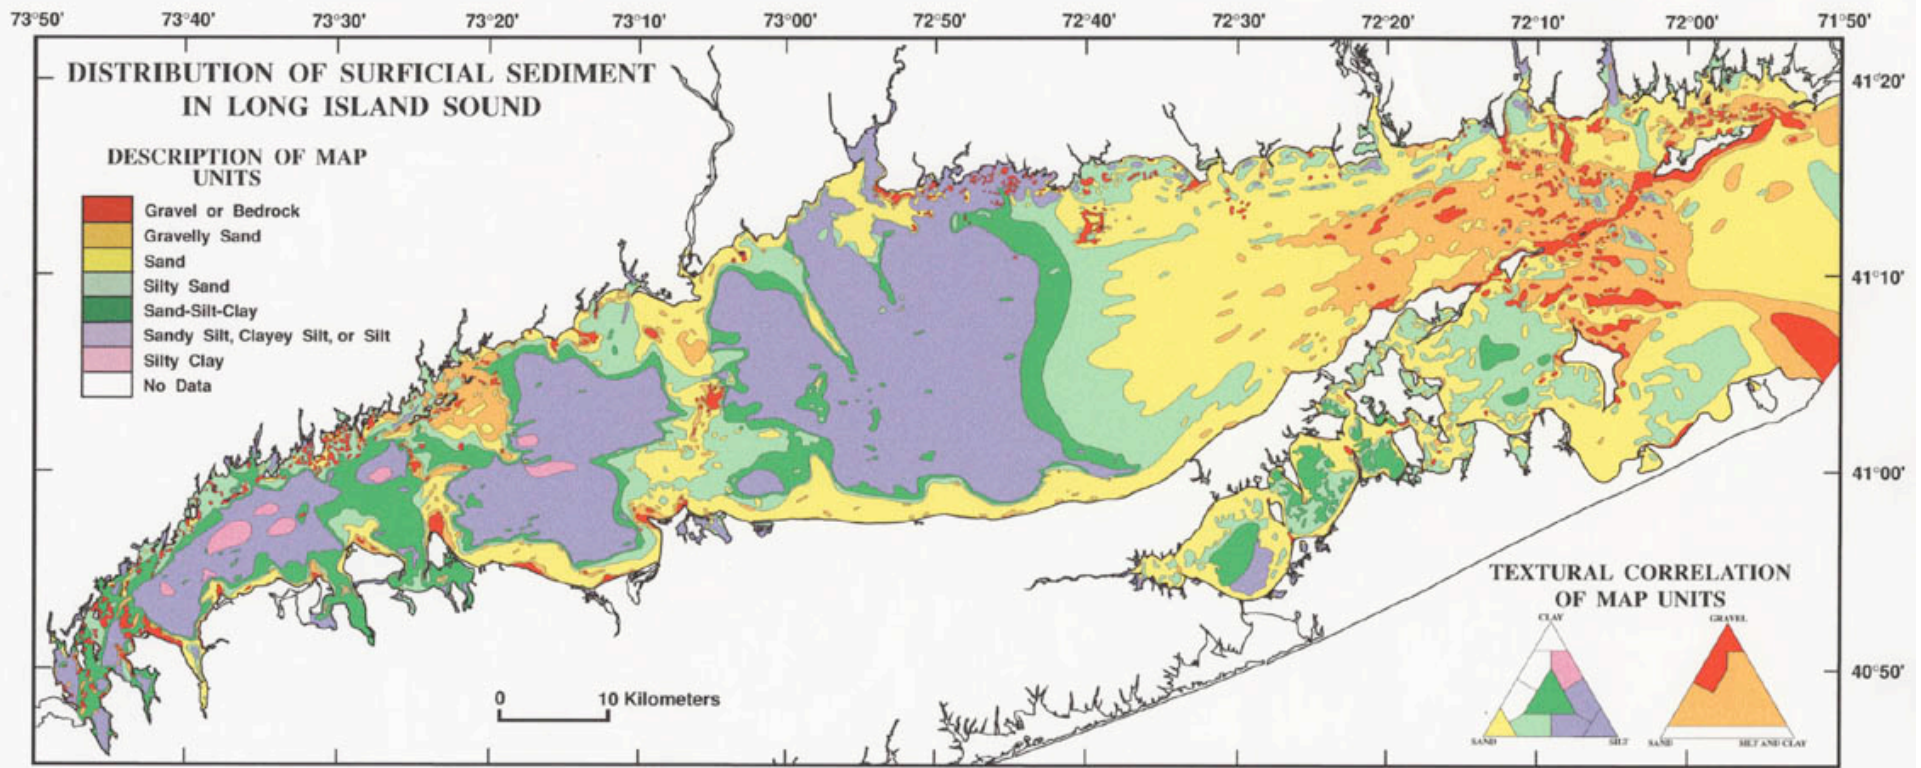 73°50' 73°40' 73°30' 73°20' 73°10' 73°00' 72°50' 72°40' 72°30' 72°20' 72°10' 72°00' 71°50'
DISTRIBUTION OF SURFICIAL SEDIMENT
IN LONG ISLAND SOUND
41°20'
DESCRIPTION OF MAP
UNITS
Gravel or Bedrock
Gravelly Sand
Sand
Silty Sand
Sand-Silt-Clay
Sandy Silt, Clayey Silt, or Silt
Silty Clay
No Data
41°10'
41°00'
TEXTURAL CORRELATION
OF MAP UNITS
CLAY
GRAVEL
40°50'
0 10 Kilometers
SAND SILT
SAND SILT AND CLAY